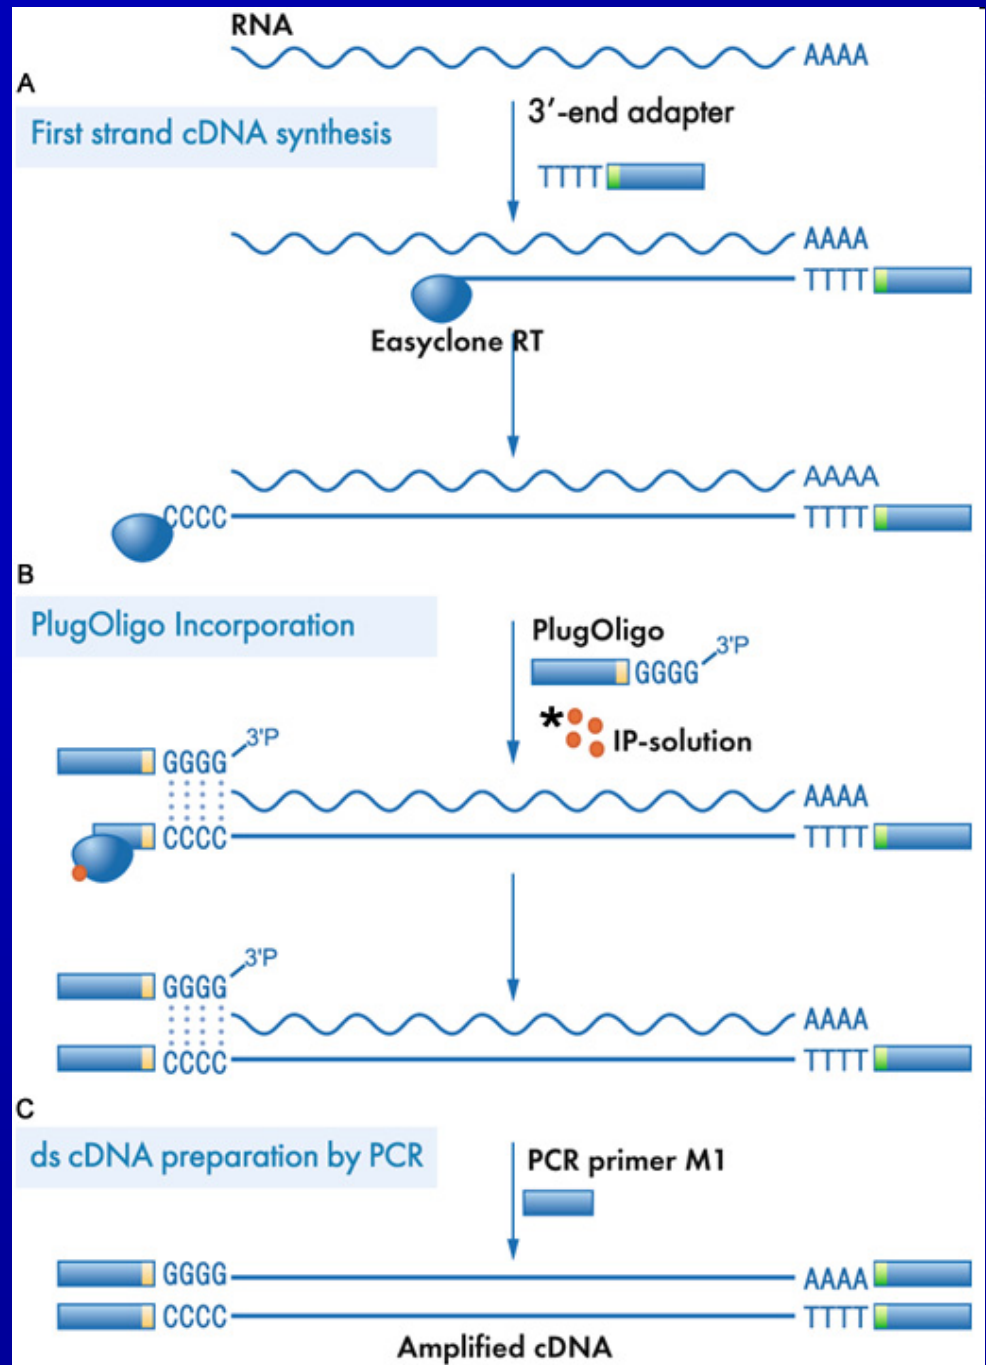 RNA
AAAA
A
First strand cDNA synthesis
3'-end adapter
TTTT
AAAA
TTTT
Easyclone RT
AAAA
CCCC
TTTT
B
PlugOligo Incorporation
PlugOligo
GGGG 3'P
* IP-solution
GGGG 3'P
AAAA
CCCC
TTTT
GGGG 3'P
AAAA
CCCC
TTTT
C
ds cDNA preparation by PCR
PCR primer M1
GGGG AAAA
CCCC TTTT
Amplified cDNA